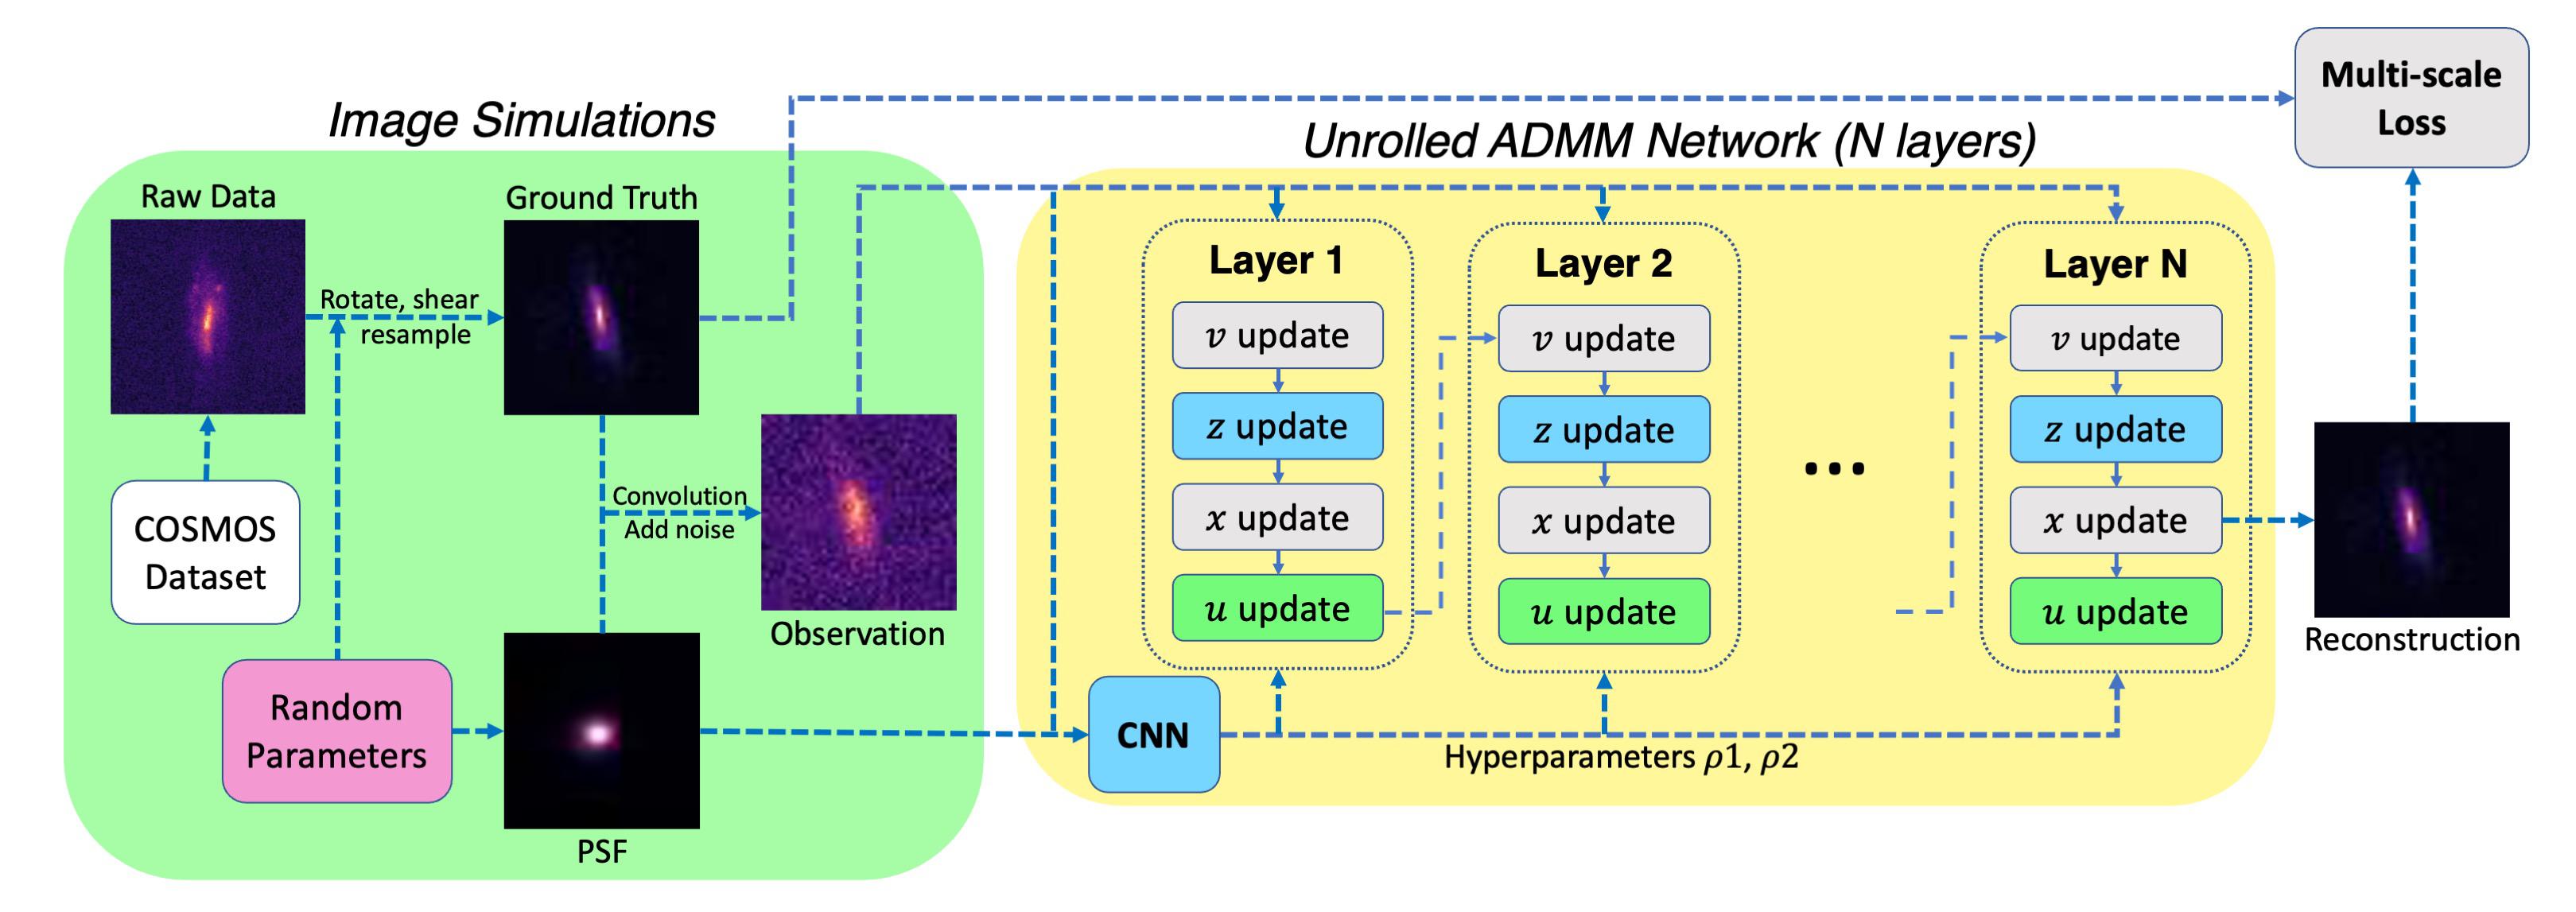 Image Simulations
Raw Data
Ground Truth
Rotate, shear
resample
COSMOS
Dataset
Convolution
Add noise
Observation
Random
Parameters
PSF
Unrolled ADMM Network (N layers)
Layer 1
v update
z update
x update
u update
Layer 2
v update
z update
x update
u update
...
Layer N
v update
z update
x update
u update
CNN
Hyperparameters ρ1, ρ2
Multi-scale
Loss
Reconstruction